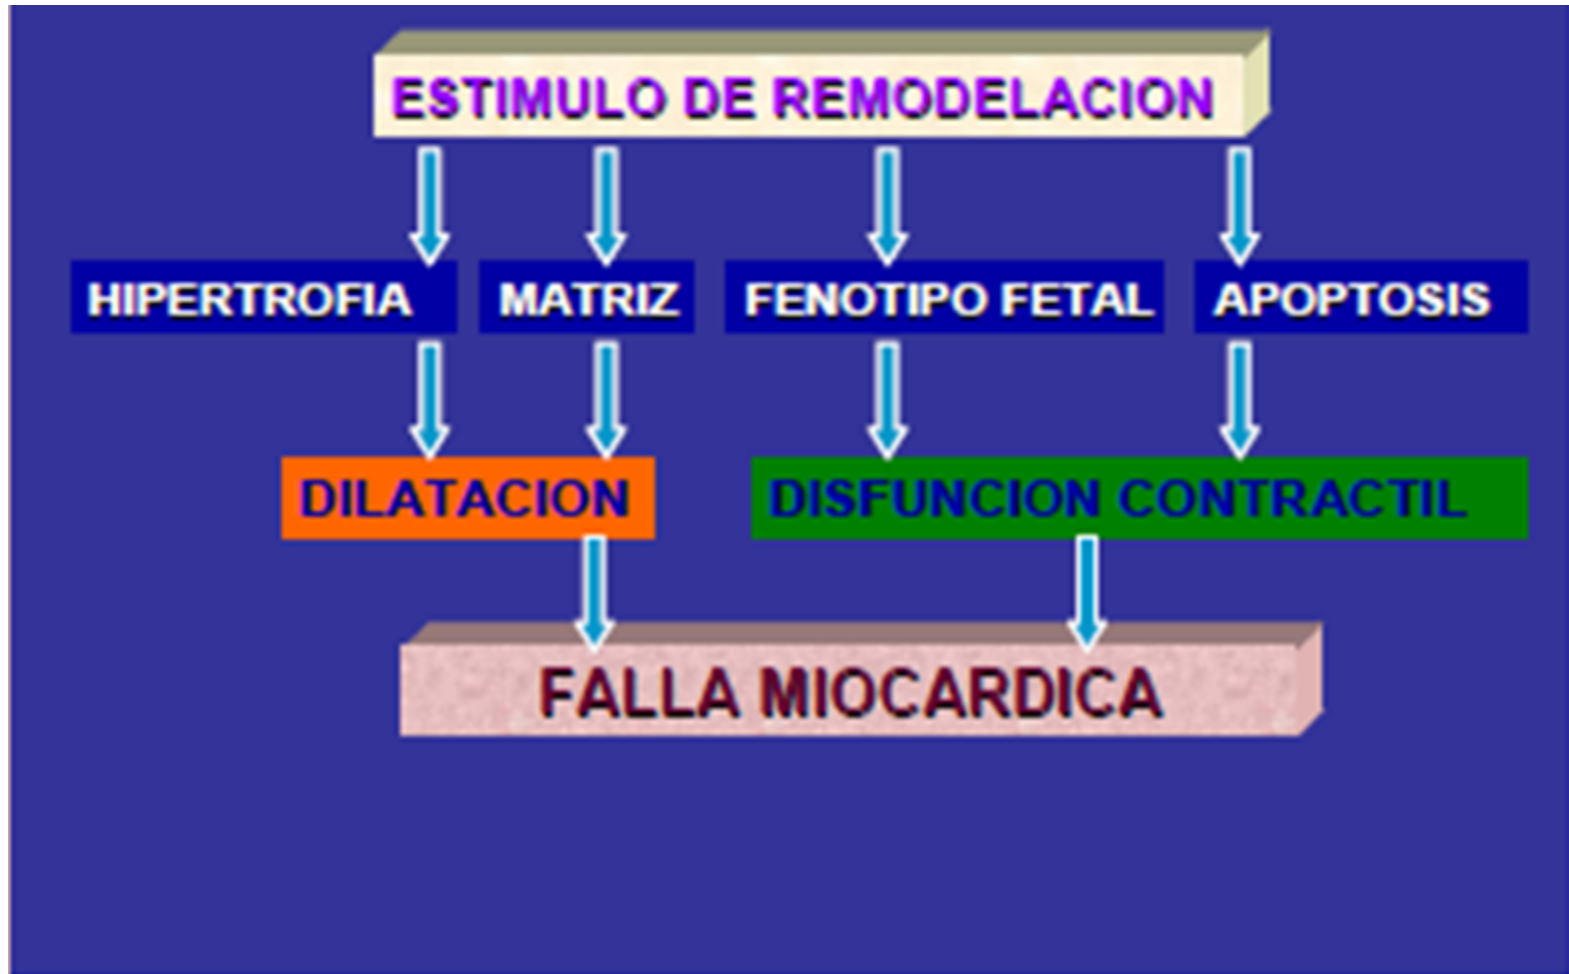 ESTIMULO DE REMODELACION
HIPERTROFIA
MATRIZ
FENOTIPO FETAL
APOPTOSIS
DILATACION
DISFUNCION CONTRACTIL
FALLA MIOCARDICA